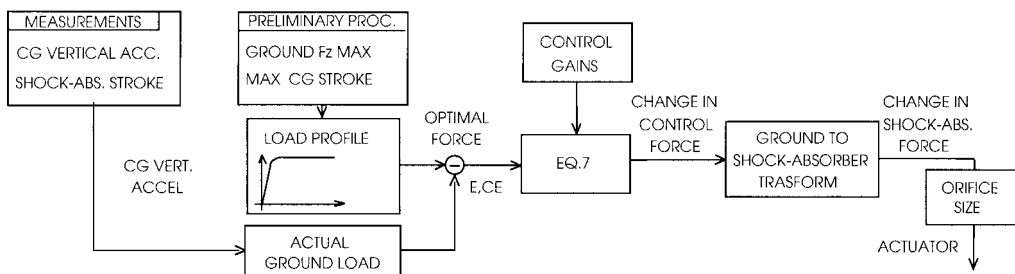 MEASUREMENTS
CG VERTICAL ACC.
SHOCK-ABS. STROKE
PRELIMINARY PROC.
GROUND Fz MAX
MAX CG STROKE
CONTROL
GAINS
LOAD PROFILE
OPTIMAL
FORCE
E,CE
EQ.7
CHANGE IN
CONTROL
FORCE
GROUND TO
SHOCK-ABSORBER
TRASFORM
CHANGE IN
SHOCK-ABS.
FORCE
ORIFICE
SIZE
ACTUATOR
CG VERT.
ACCEL
ACTUAL
GROUND LOAD